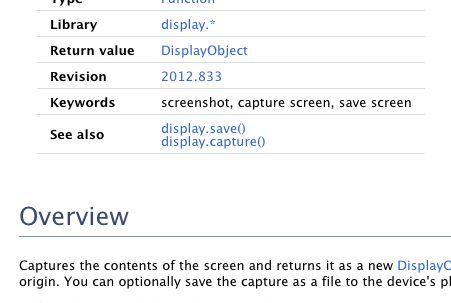 Type Function
Library display.*
Return value DisplayObject
Revision 2012.833
Keywords screenshot, capture screen, save screen
See also display.save()
display.capture()
Overview
Captures the contents of the screen and returns it as a new
origin. You can optionally save the capture as a file to the device's